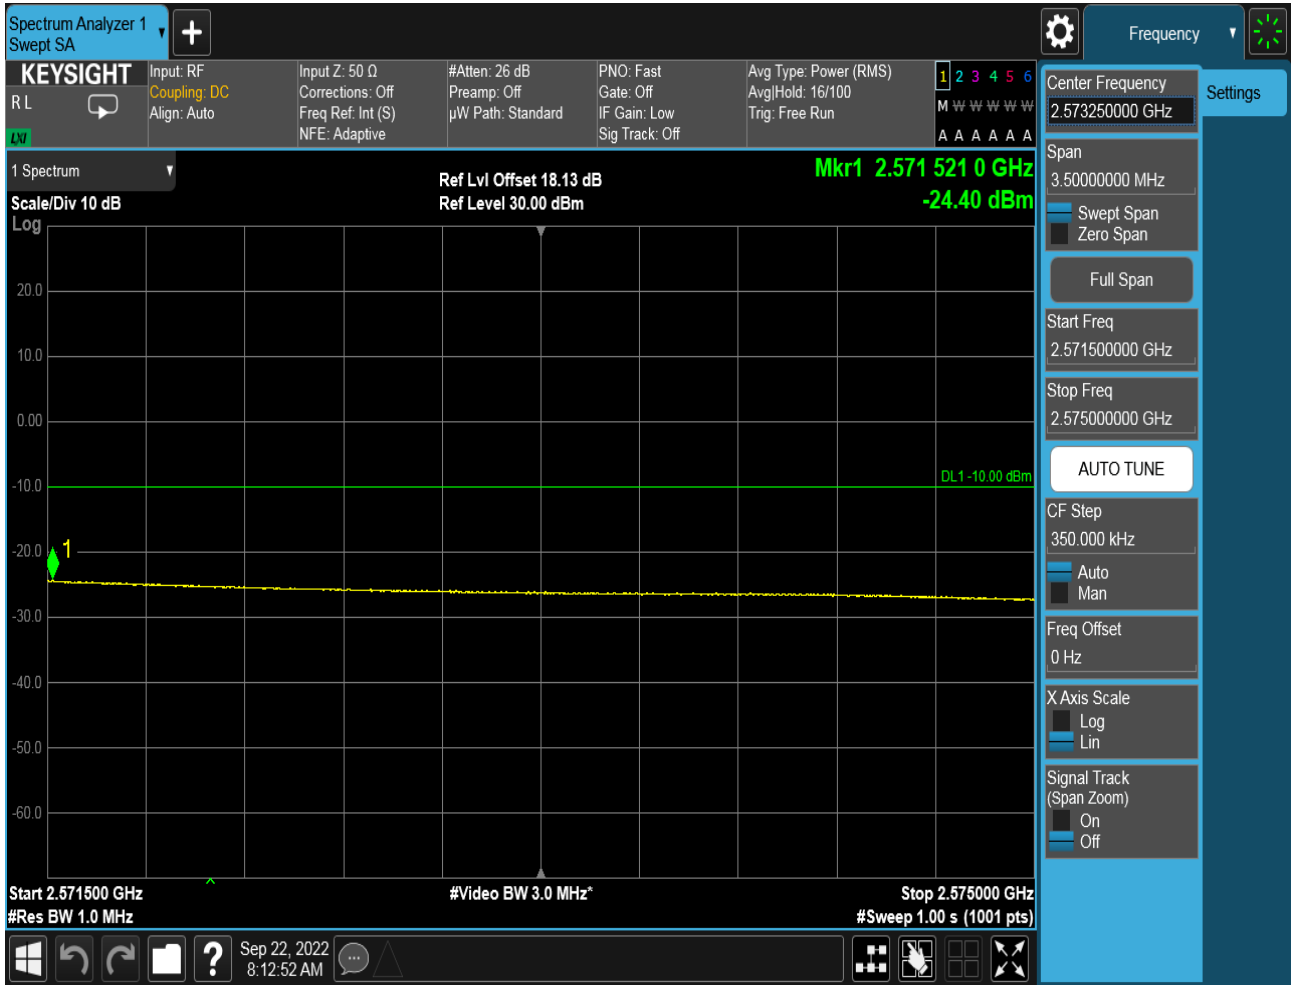 Spectrum Analyzer 1
Swept SA
Frequency
KEYSIGHT
R L
LXI
Input: RF
Coupling: DC
Align: Auto
Input Z: 50 Ω
Corrections: Off
Freq Ref: Int (S)
NFE: Adaptive
#Atten: 26 dB
Preamp: Off
µW Path: Standard
PNO: Fast
Gate: Off
IF Gain: Low
Sig Track: Off
Avg Type: Power (RMS)
Avg|Hold: 16/100
Trig: Free Run
1 2 3 4 5 6
M W W W W W
A A A A A A
1 Spectrum
Scale/Div 10 dB
Log
Ref Lvl Offset 18.13 dB
Ref Level 30.00 dBm
Mkr1 2.571 521 0 GHz
-24.40 dBm
20.0
10.0
0.00
-10.0
-20.0
-30.0
-40.0
-50.0
-60.0
DL1 -10.00 dBm
1
Start 2.571500 GHz
#Res BW 1.0 MHz
#Video BW 3.0 MHz*
Stop 2.575000 GHz
#Sweep 1.00 s (1001 pts)
Center Frequency
2.573250000 GHz
Settings
Span
3.50000000 MHz
Swept Span
Zero Span
Full Span
Start Freq
2.571500000 GHz
Stop Freq
2.575000000 GHz
AUTO TUNE
CF Step
350.000 kHz
Auto
Man
Freq Offset
0 Hz
X Axis Scale
Log
Lin
Signal Track
(Span Zoom)
On
Off
?
Sep 22, 2022
8:12:52 AM